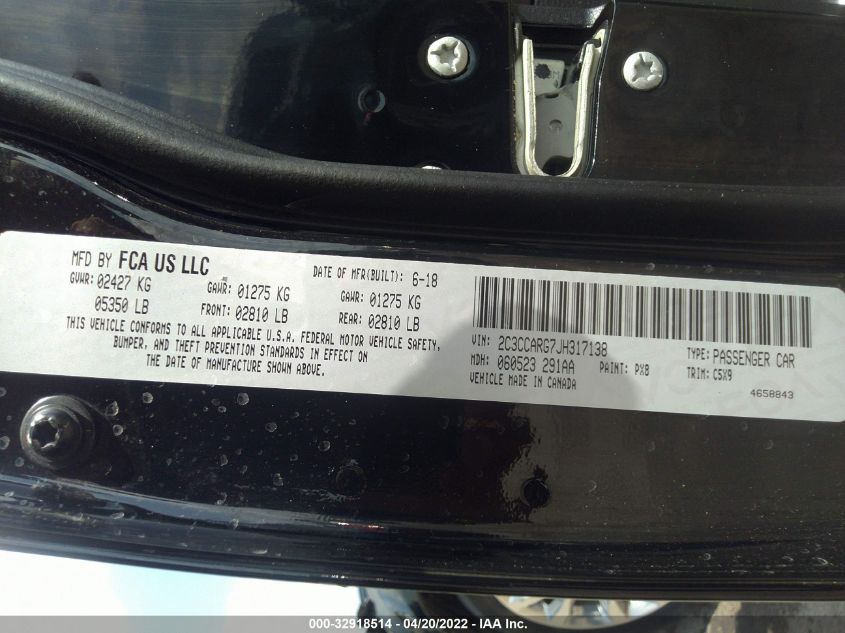 MFD BY FCA US LLC
DATE OF MFR(BUILT): 6-18
GVWR: 02427 KG GAWR: 01275 KG GAWR: 01275 KG
05350 LB FRONT: 02810 LB REAR: 02810 LB
THIS VEHICLE CONFORMS TO ALL APPLICABLE U.S.A. FEDERAL MOTOR VEHICLE SAFETY,
BUMPER, AND THEFT PREVENTION STANDARDS IN EFFECT ON
THE DATE OF MANUFACTURE SHOWN ABOVE.
VIN: 2C3CCARG7JH317138 TYPE: PASSENGER CAR
MDH: 060523 291AA PAINT: PX8 TRIM: C5X9
VEHICLE MADE IN CANADA
4658843
000-32918514 - 04/20/2022 - IAA Inc.